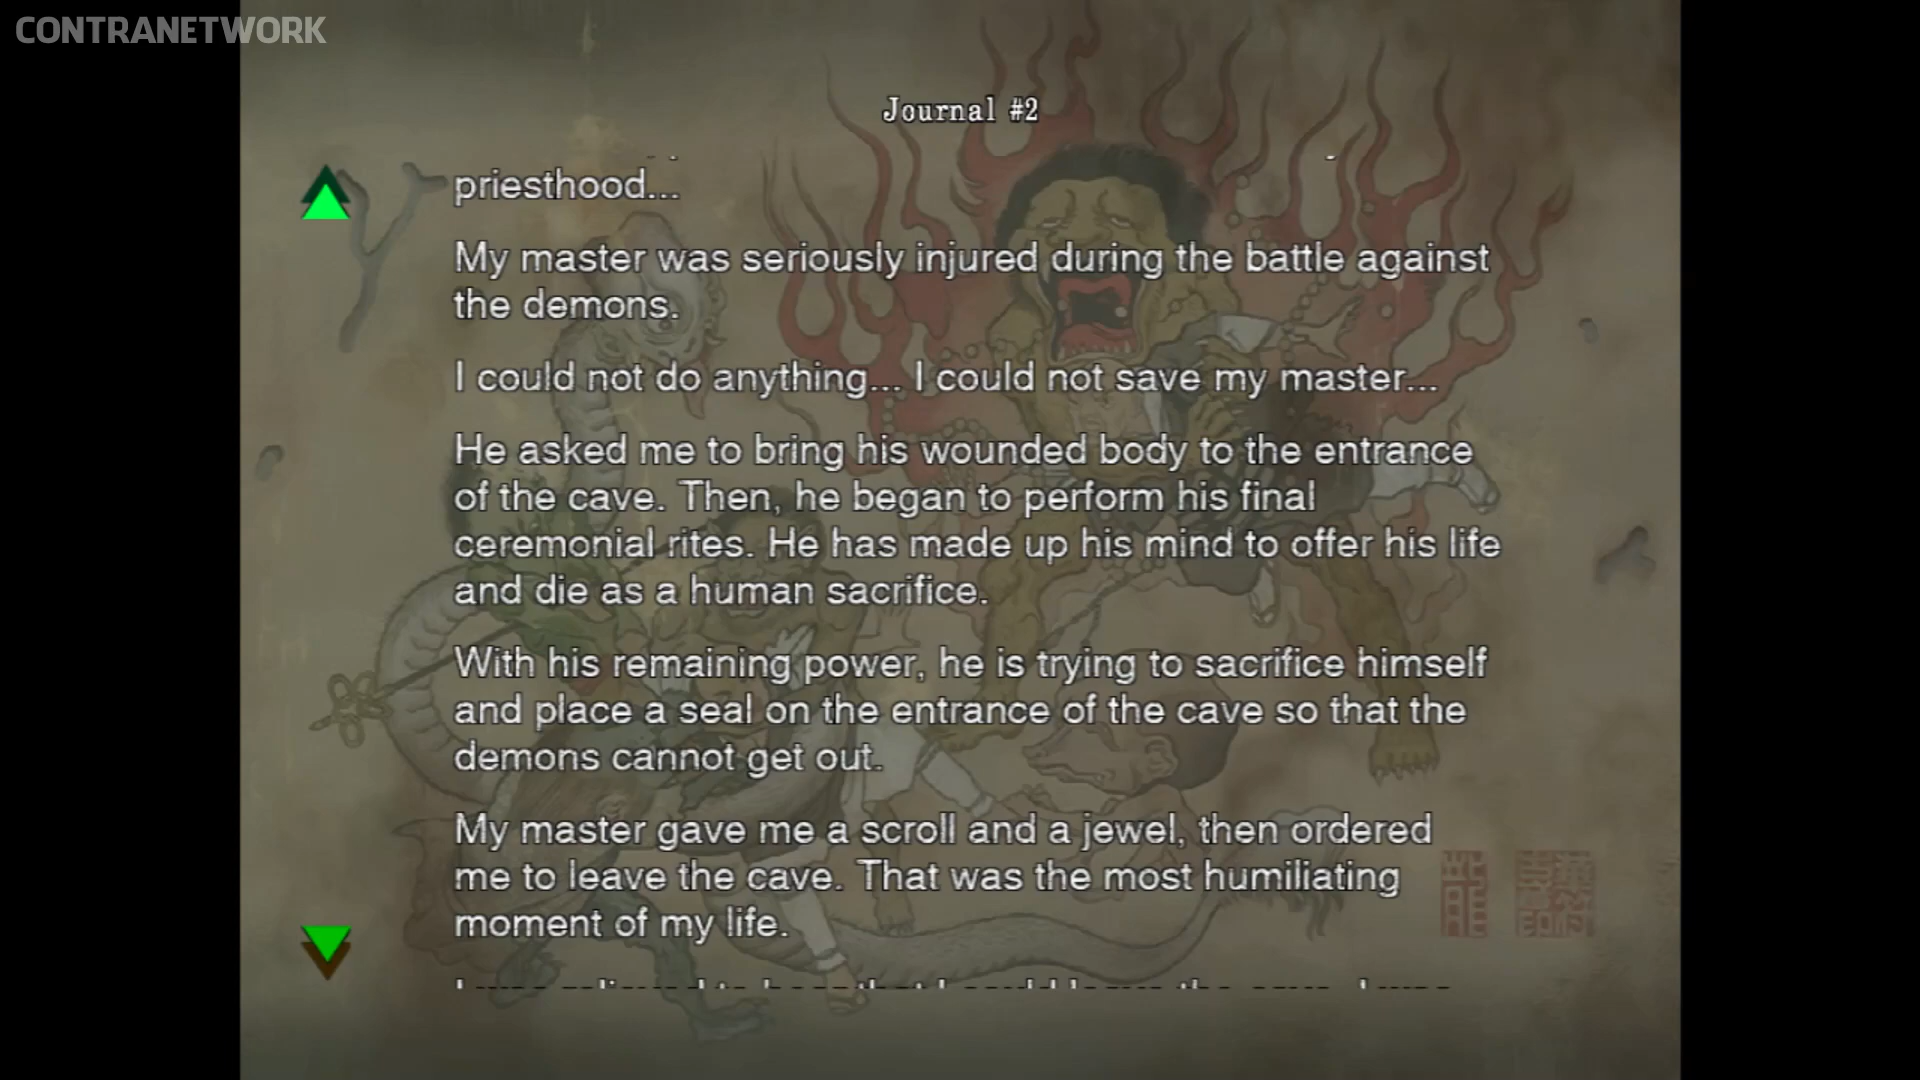 CONTRANETWORK
Journal #2
priesthood...
My master was seriously injured during the battle against
the demons.
I could not do anything... I could not save my master...
He asked me to bring his wounded body to the entrance
of the cave. Then, he began to perform his final
ceremonial rites. He has made up his mind to offer his life
and die as a human sacrifice.
With his remaining power, he is trying to sacrifice himself
and place a seal on the entrance of the cave so that the
demons cannot get out.
My master gave me a scroll and a jewel, then ordered
me to leave the cave. That was the most humiliating
moment of my life.